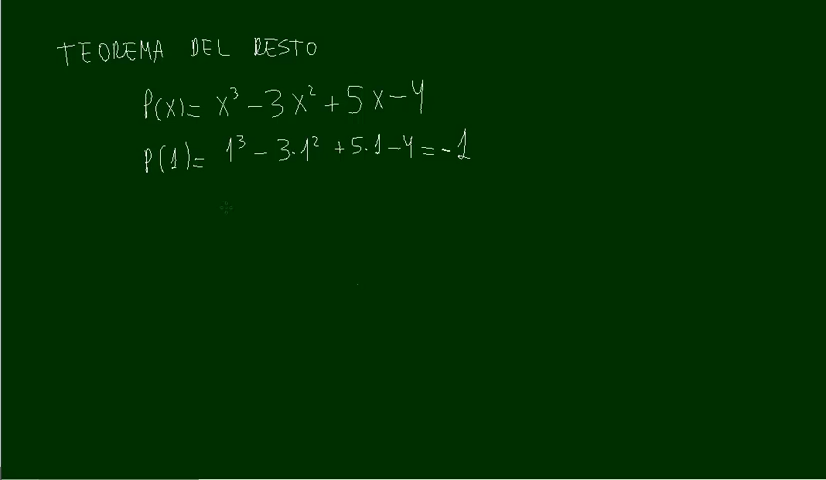 TEOREMA DEL RESTO
P(X)= X³ - 3X² + 5X - 4
P(1)= 1³ - 3·1² + 5·1 - 4 = -1